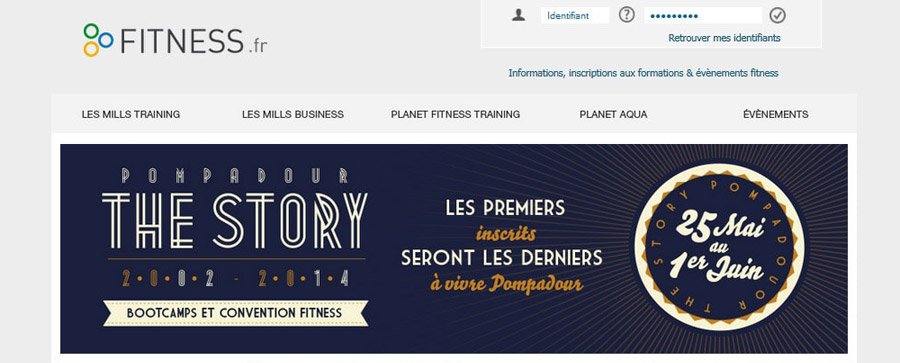 FITNESS.fr
Identifiant
?
Retrouver mes identifiants
Informations, inscriptions aux formations & évènements fitness
LES MILLS TRAINING
LES MILLS BUSINESS
PLANET FITNESS TRAINING
PLANET AQUA
ÉVÈNEMENTS
POMPADOUR
THE STORY
2•0•0•2 - 2•0•1•4
BOOTCAMPS ET CONVENTION FITNESS
LES PREMIERS
inscrits
SERONT LES DERNIERS
à vivre Pompadour
STORY POMPADOUR THE
25 Mai
au
1er Juin